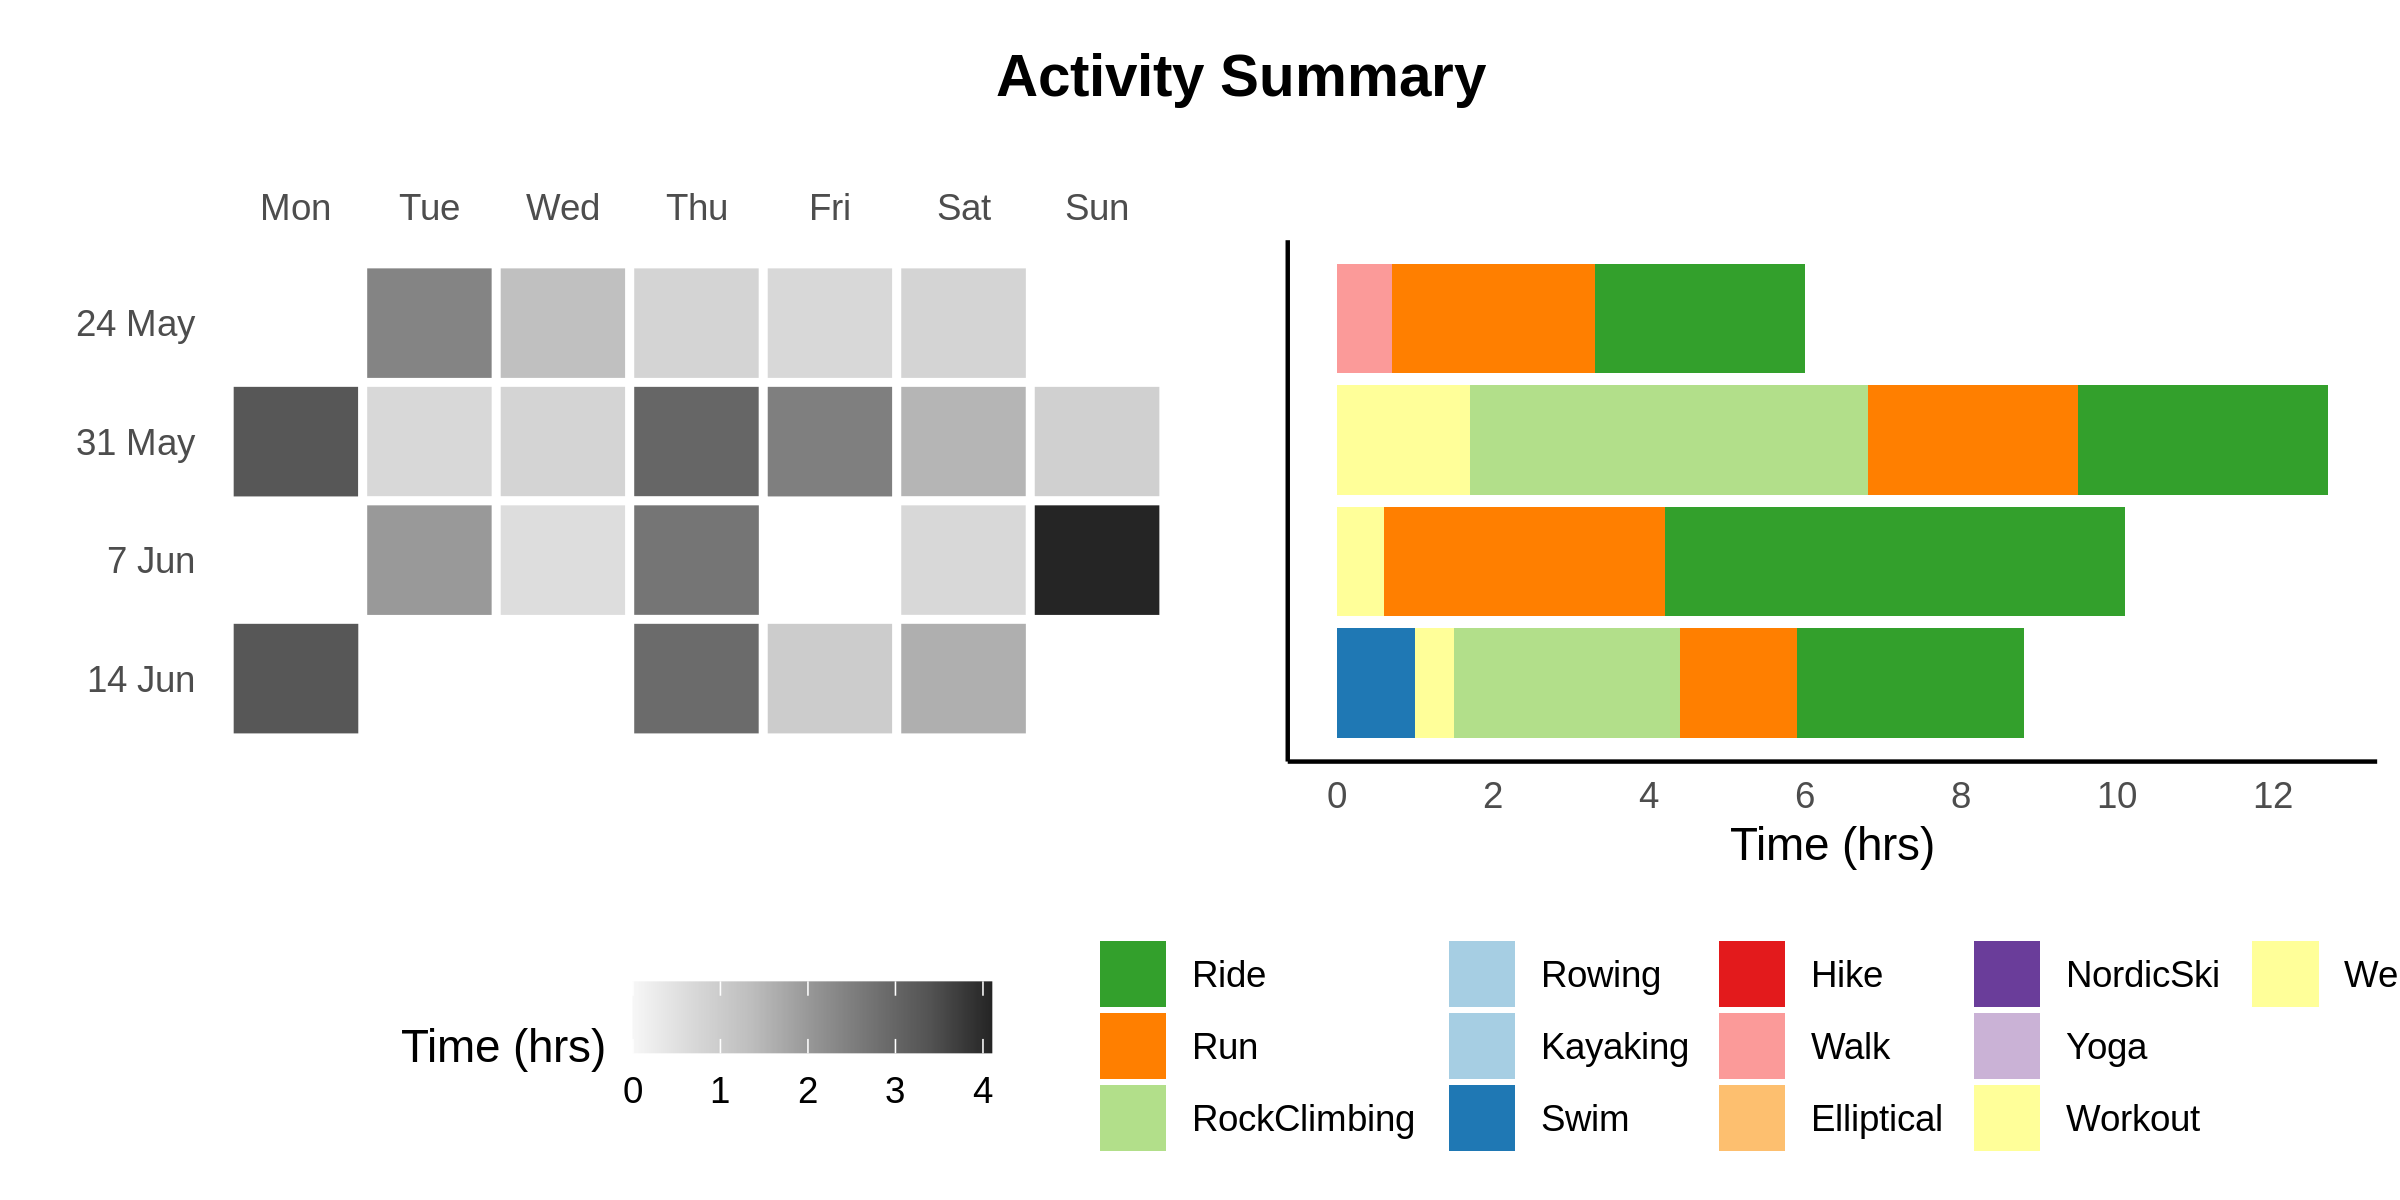 Activity Summary
Mon Tue Wed Thu Fri Sat Sun
24 May
31 May
7 Jun
14 Jun
0 2 4 6 8 10 12
Time (hrs)
Time (hrs)
0 1 2 3 4
Ride Rowing Hike NordicSki We
Run Kayaking Walk Yoga
RockClimbing Swim Elliptical Workout